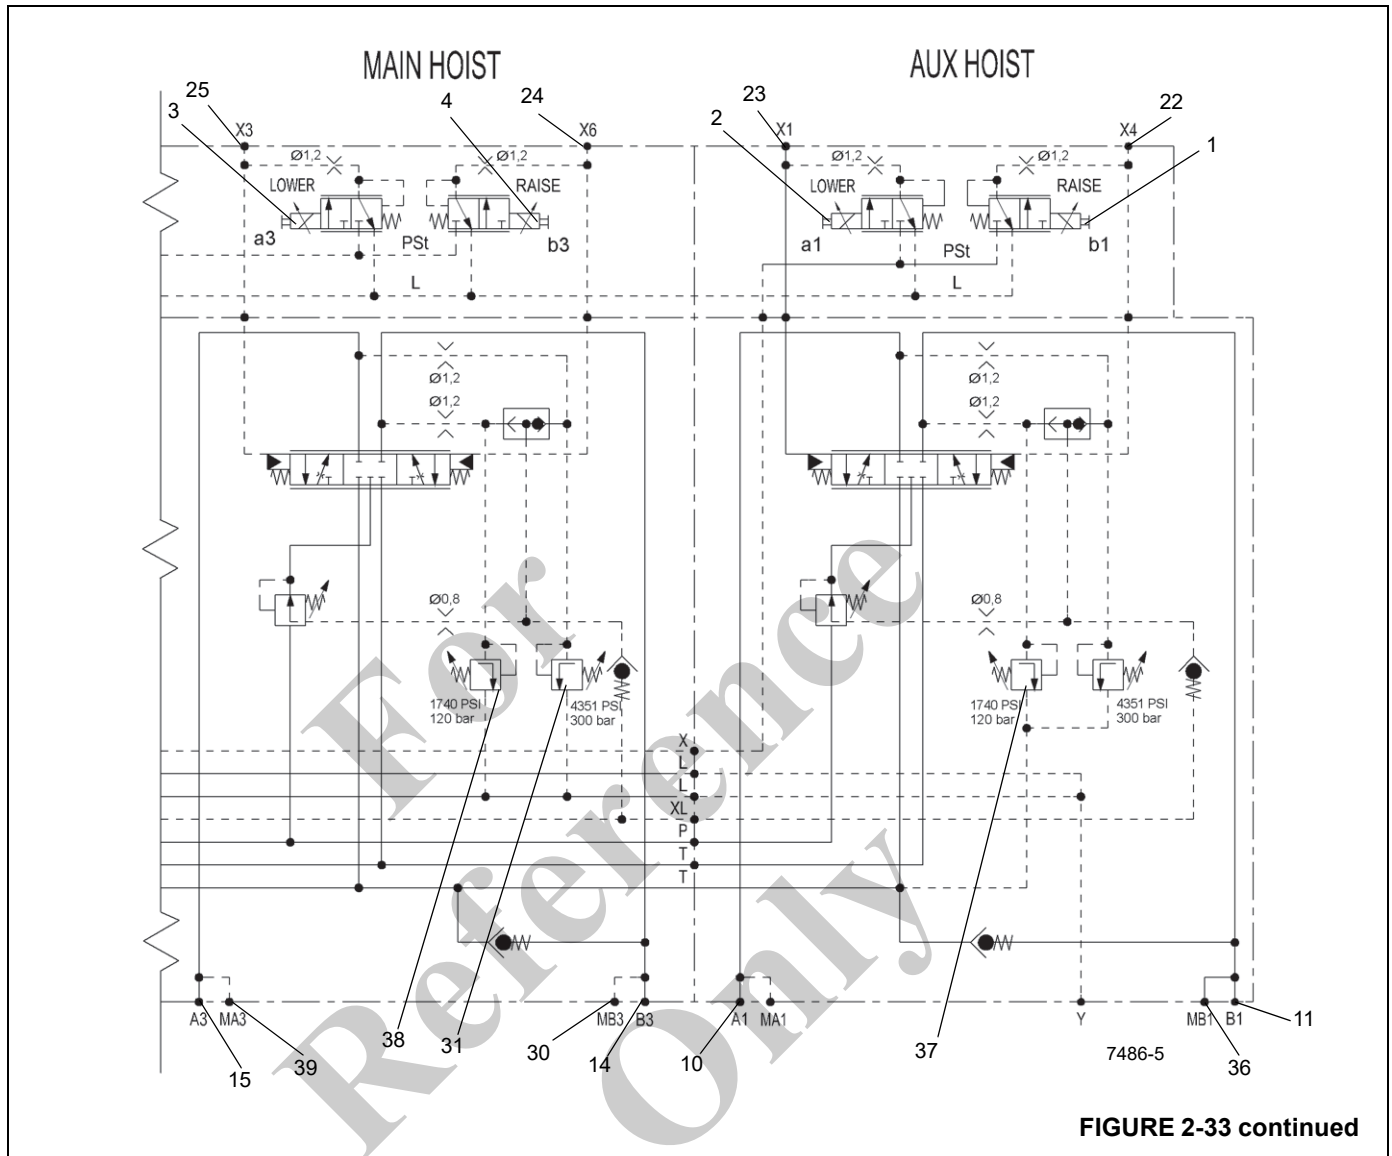 MAIN HOIST
AUX HOIST
25
3
4
24
23
2
22
1
X3
X6
X1
X4
Ø1,2
Ø1,2
Ø1,2
Ø1,2
LOWER
RAISE
LOWER
RAISE
a3
PSt
b3
a1
PSt
b1
L
L
Ø1,2
Ø1,2
Ø1,2
Ø1,2
Ø0,8
Ø0,8
1740 PSI
120 bar
4351 PSI
300 bar
1740 PSI
120 bar
4351 PSI
300 bar
X
L
L
XL
P
T
T
A3
MA3
MB3
B3
A1
MA1
Y
MB1
B1
15
39
38
31
30
14
10
37
7486-5
36
11
For
Reference
Only
FIGURE 2-33 continued